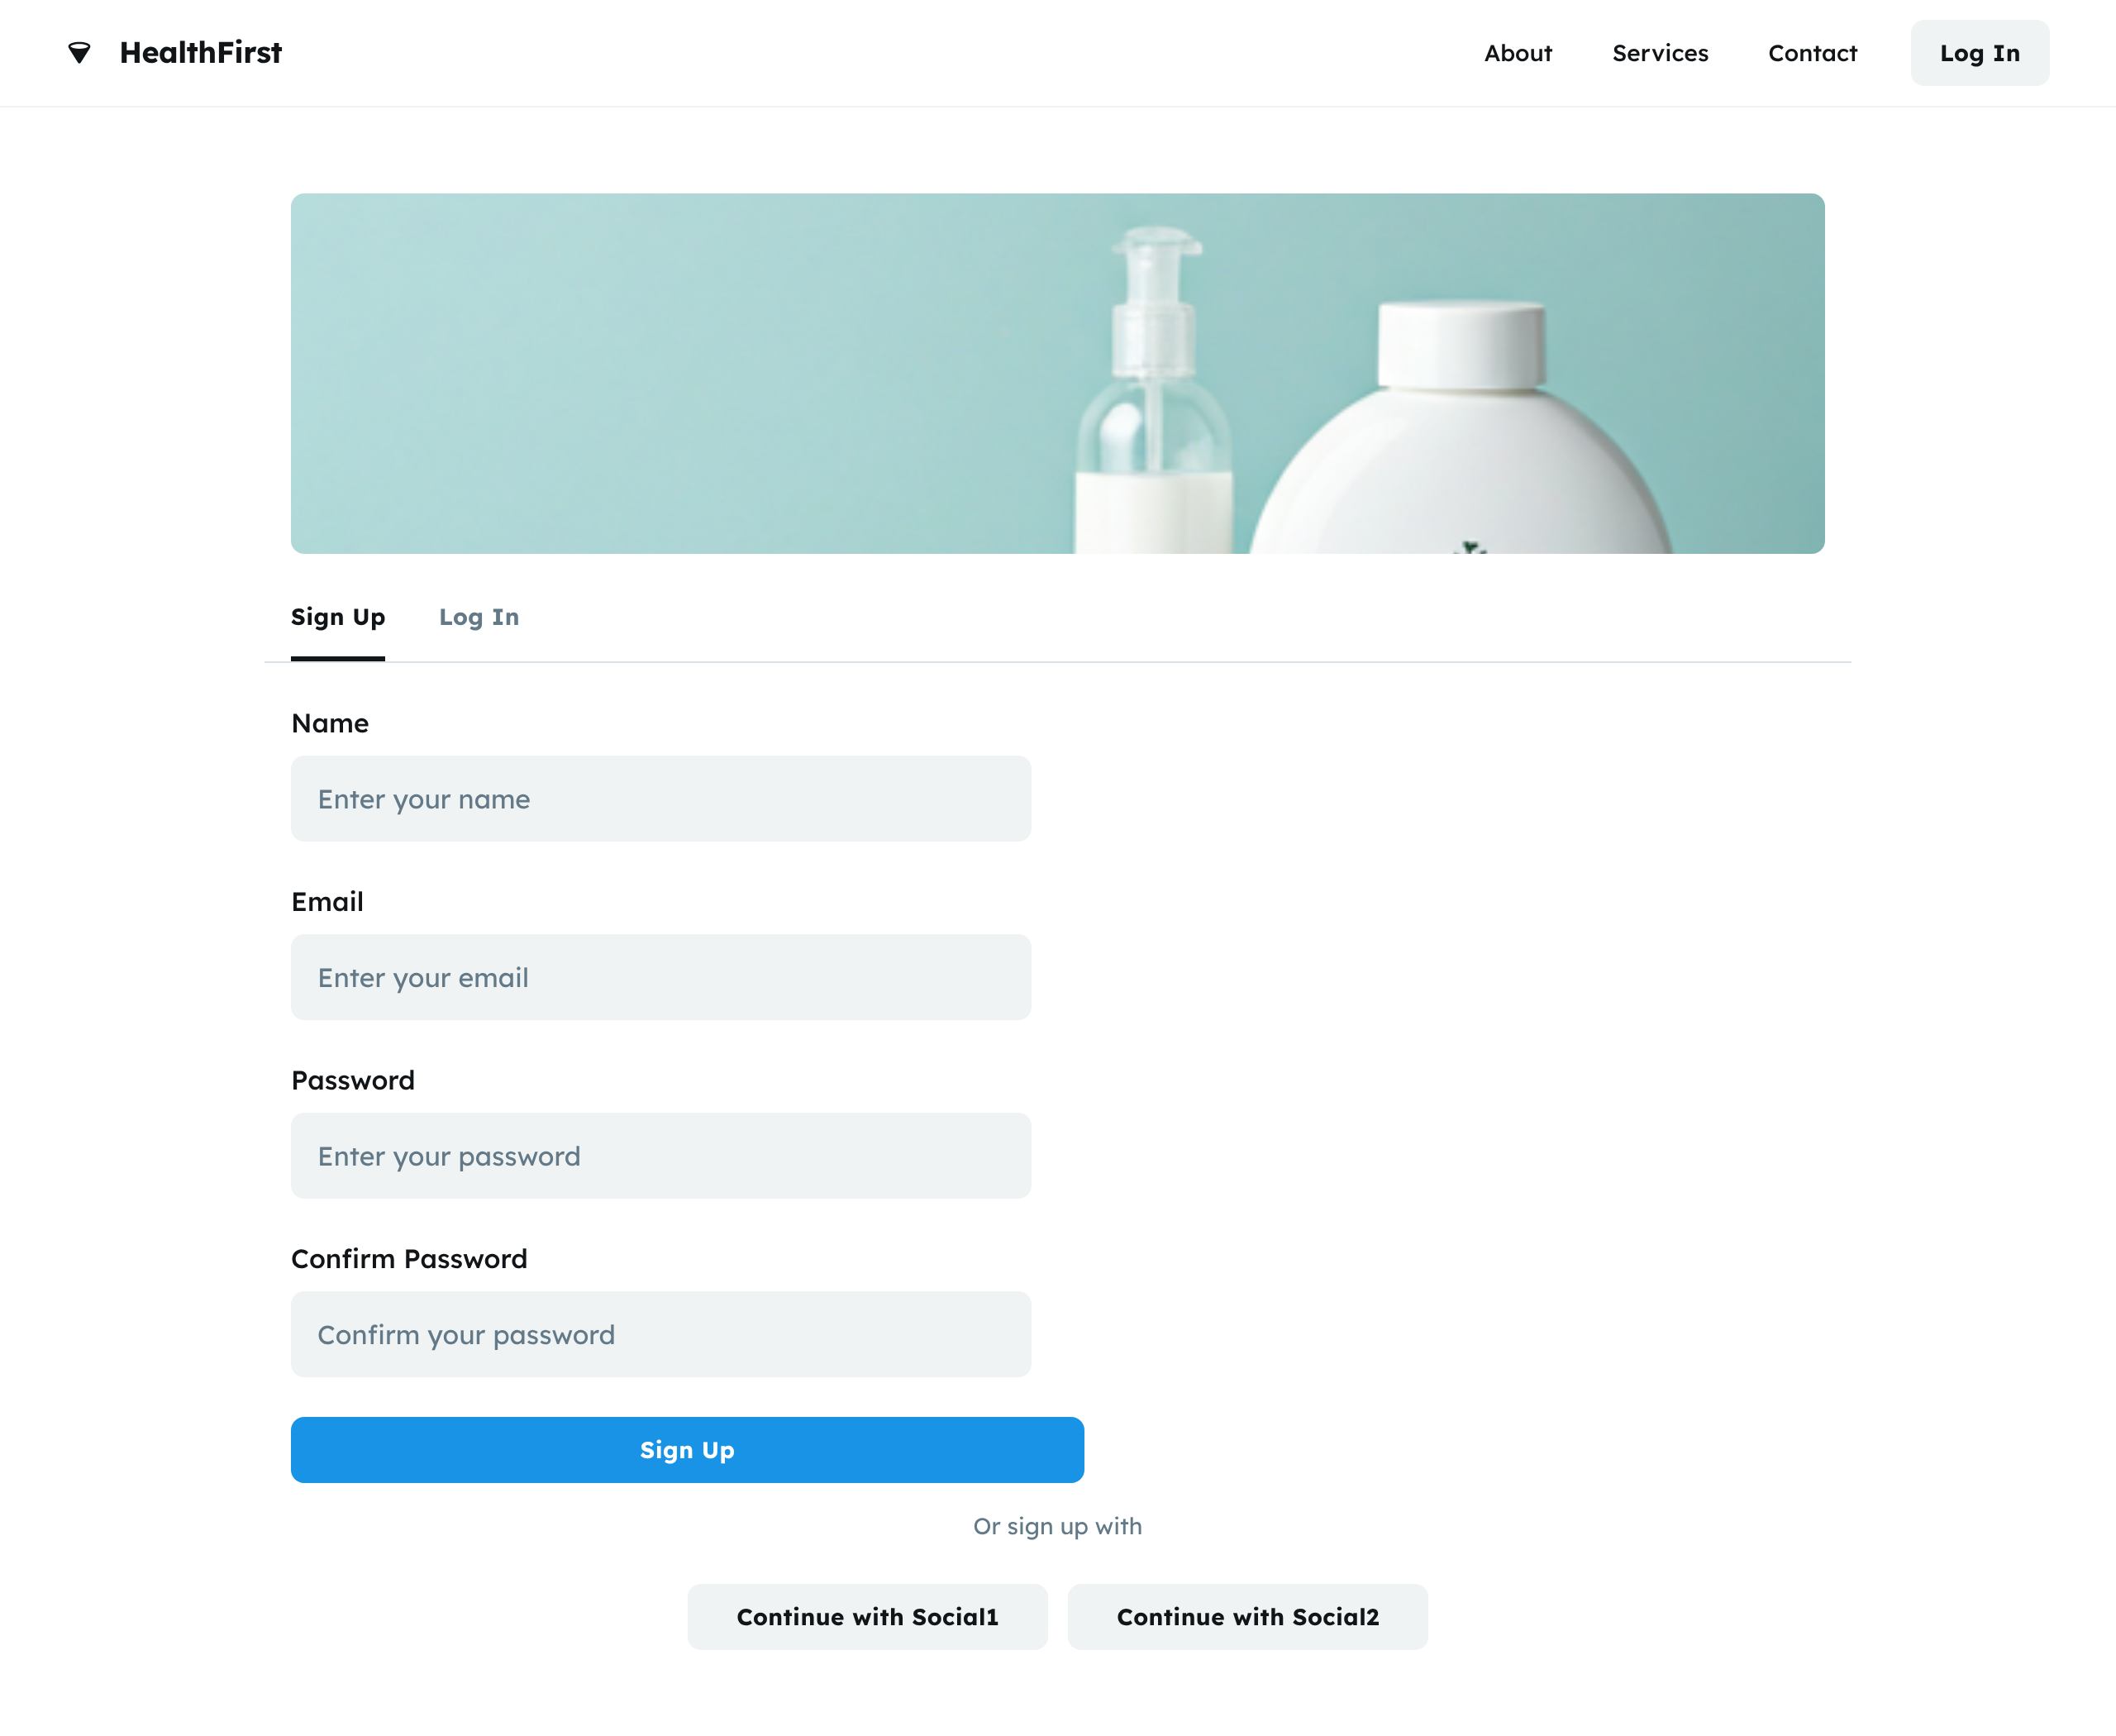 HealthFirst
About
Services
Contact
Log In
Sign Up
Log In
Name
Enter your name
Email
Enter your email
Password
Enter your password
Confirm Password
Confirm your password
Sign Up
Or sign up with
Continue with Social1
Continue with Social2